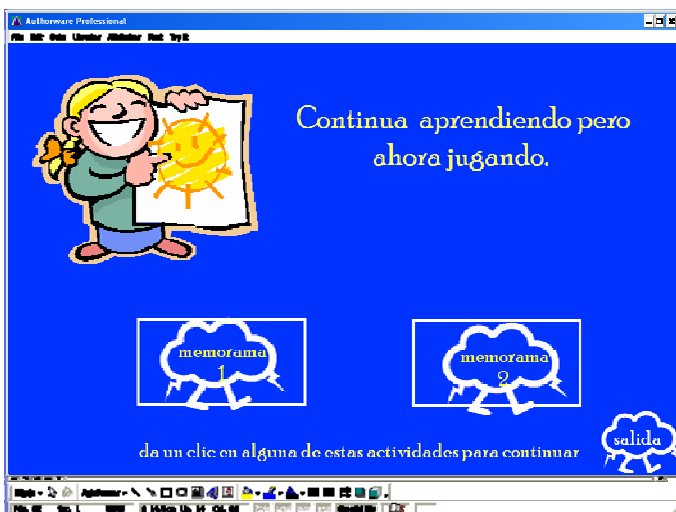 Authorware Professional
Continua aprendiendo pero
ahora jugando.
memorama
1
memorama
2
da un clic en alguna de estas actividades para continuar
salida